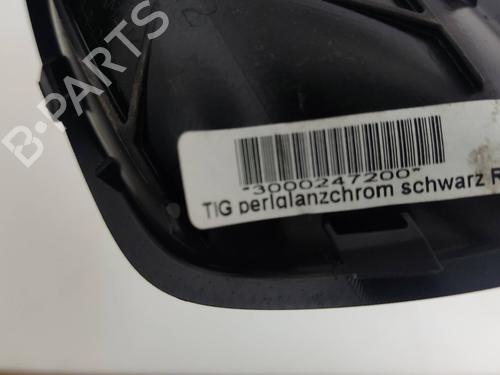 B-PARTS
*3000247200*
TIG perlglanzchrom schwarz R